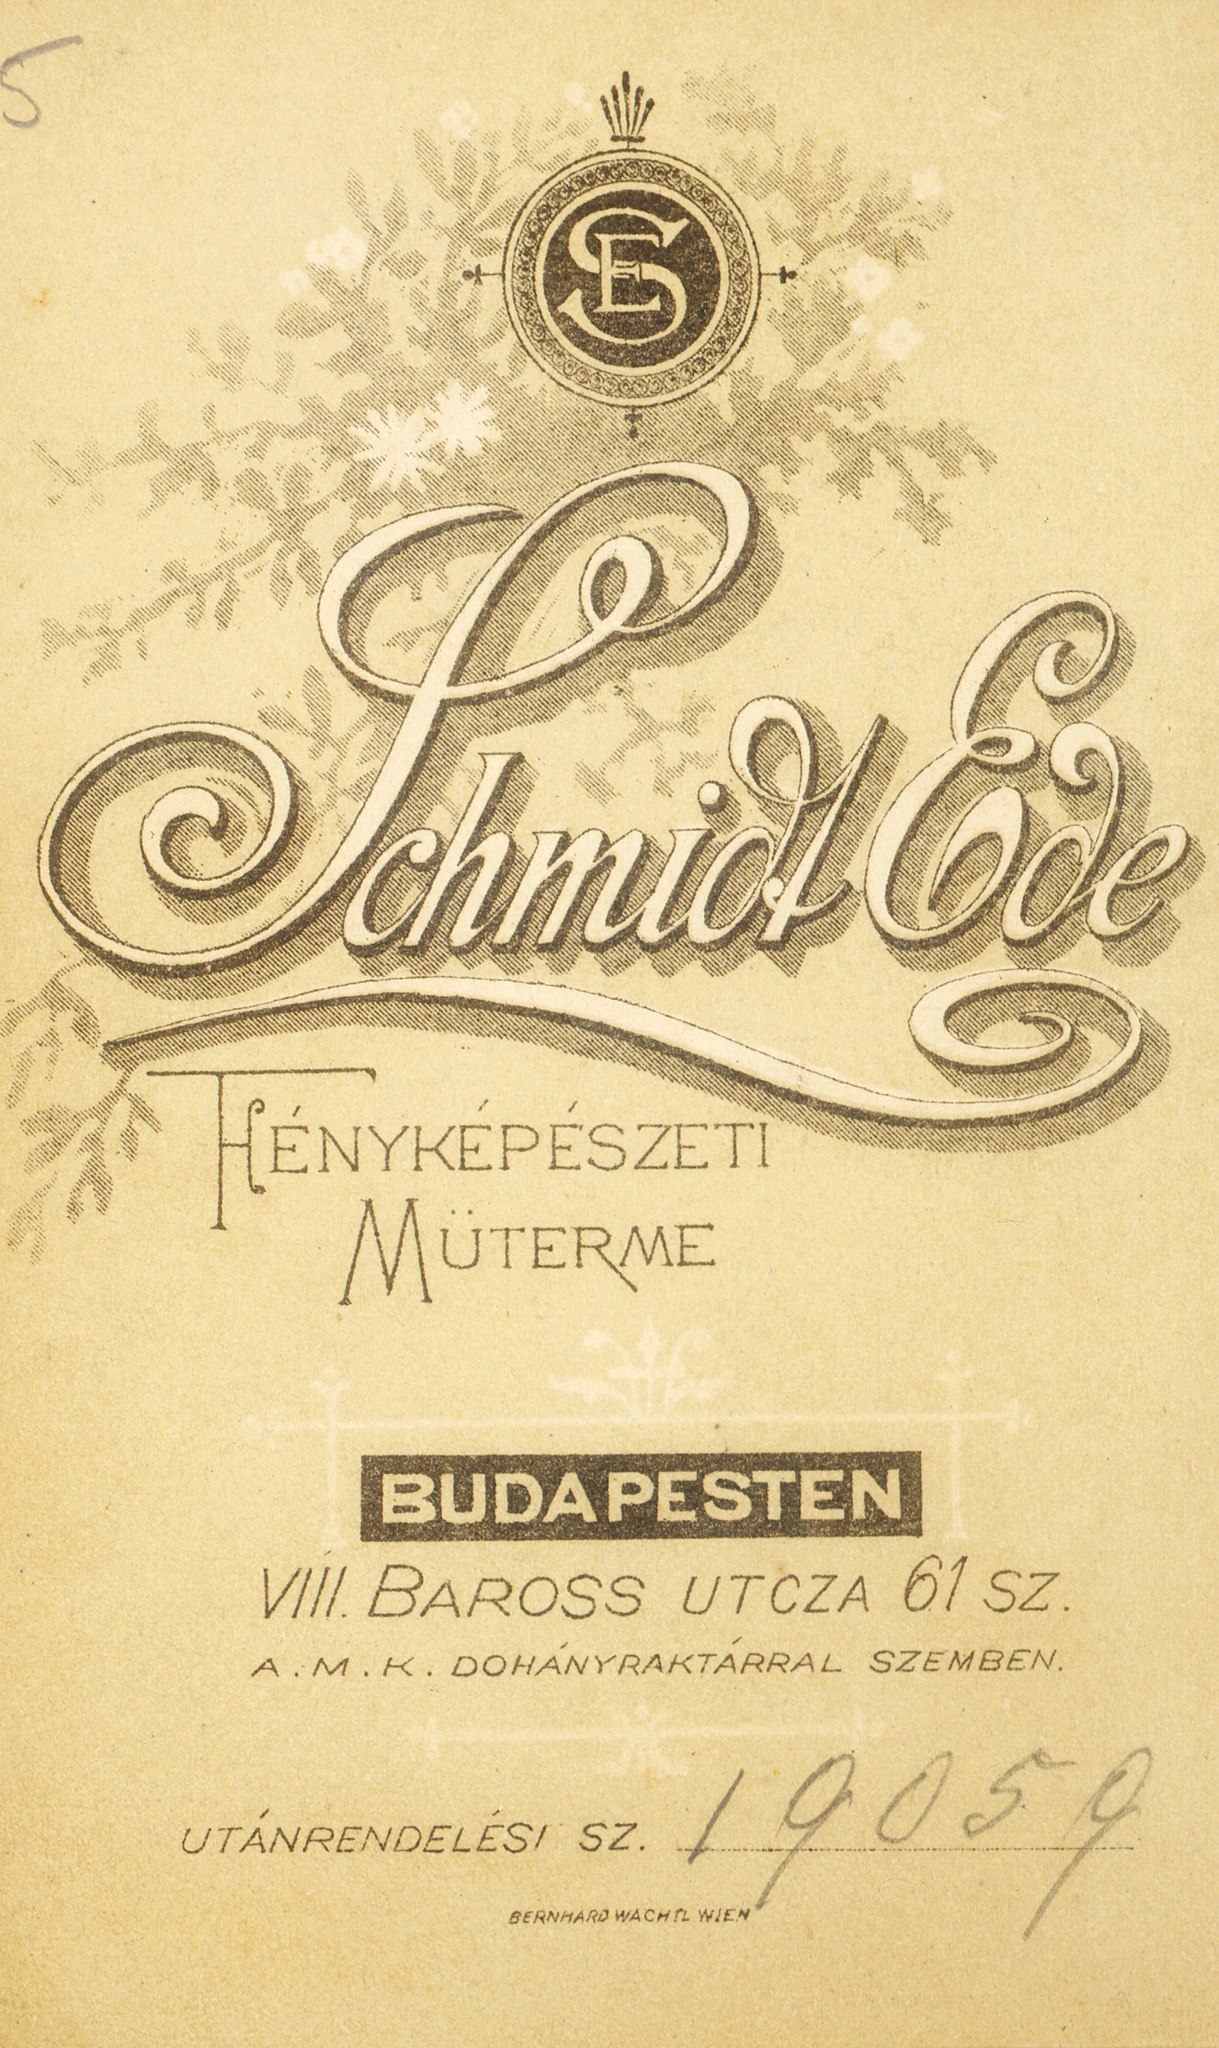 5
SE
Schmidt Ede
FÉNYKÉPÉSZETI
MÜTERME
BUDAPESTEN
VIII. BAROSS UTCZA 61 SZ.
A.M.K. DOHÁNYRAKTÁRRAL SZEMBEN.
UTÁNRENDELÉSI SZ. 19059
BERNHARD WACHTL WIEN